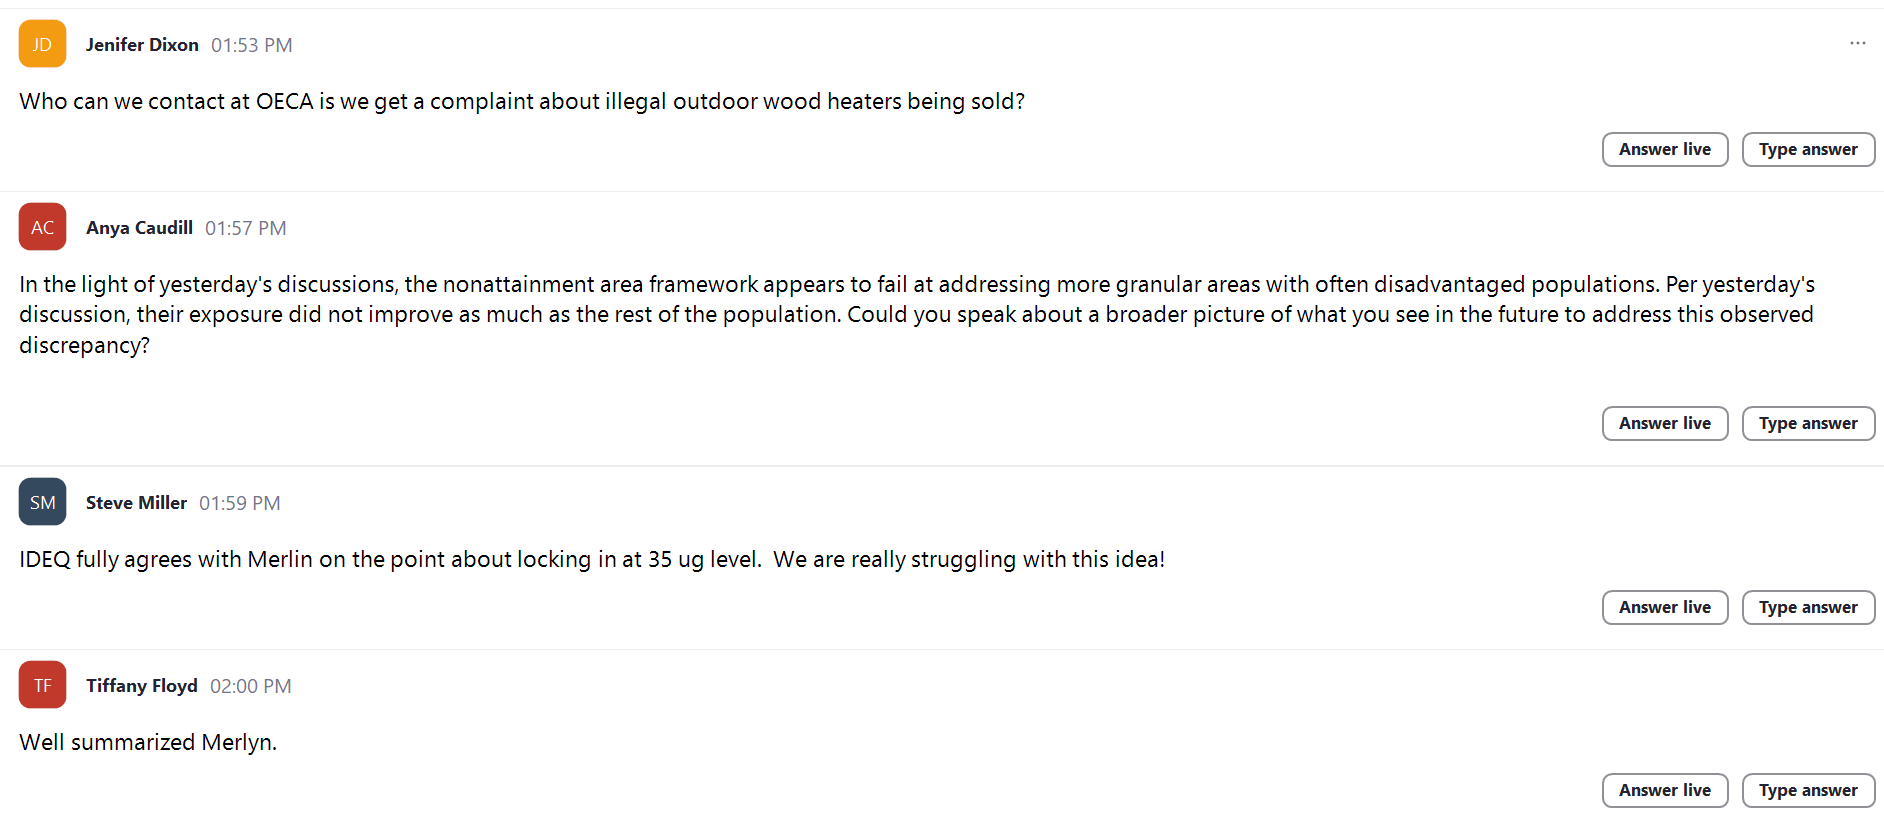 JD Jenifer Dixon 01:53 PM ...
Who can we contact at OECA is we get a complaint about illegal outdoor wood heaters being sold?
Answer live Type answer
AC Anya Caudill 01:57 PM
In the light of yesterday's discussions, the nonattainment area framework appears to fail at addressing more granular areas with often disadvantaged populations. Per yesterday's
discussion, their exposure did not improve as much as the rest of the population. Could you speak about a broader picture of what you see in the future to address this observed
discrepancy?
Answer live Type answer
SM Steve Miller 01:59 PM
IDEQ fully agrees with Merlin on the point about locking in at 35 ug level.  We are really struggling with this idea!
Answer live Type answer
TF Tiffany Floyd 02:00 PM
Well summarized Merlyn.
Answer live Type answer